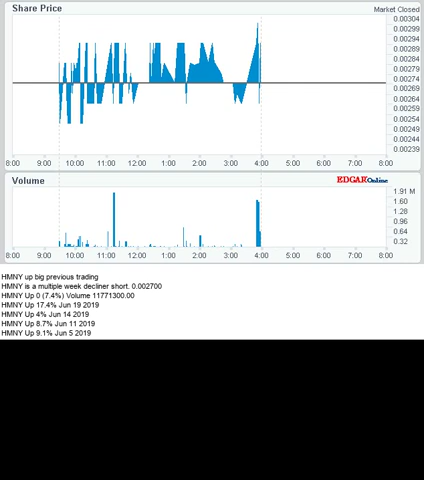 Share Price
Market Closed
0.00304
0.00299
0.00294
0.00289
0.00284
0.00279
0.00274
0.00269
0.00264
0.00259
0.00254
0.00249
0.00244
0.00239
8:00 9:00 10:00 11:00 12:00 1:00 2:00 3:00 4:00 5:00 6:00 7:00 8:00
Volume
EDGAR Online
1.91 M
1.60
1.28
0.96
0.64
0.32
8:00 9:00 10:00 11:00 12:00 1:00 2:00 3:00 4:00 5:00 6:00 7:00 8:00
HMNY up big previous trading
HMNY is a multiple week decliner short. 0.002700
HMNY Up 0 (7.4%) Volume 11771300.00
HMNY Up 17.4% Jun 19 2019
HMNY Up 4% Jun 14 2019
HMNY Up 8.7% Jun 11 2019
HMNY Up 9.1% Jun 5 2019